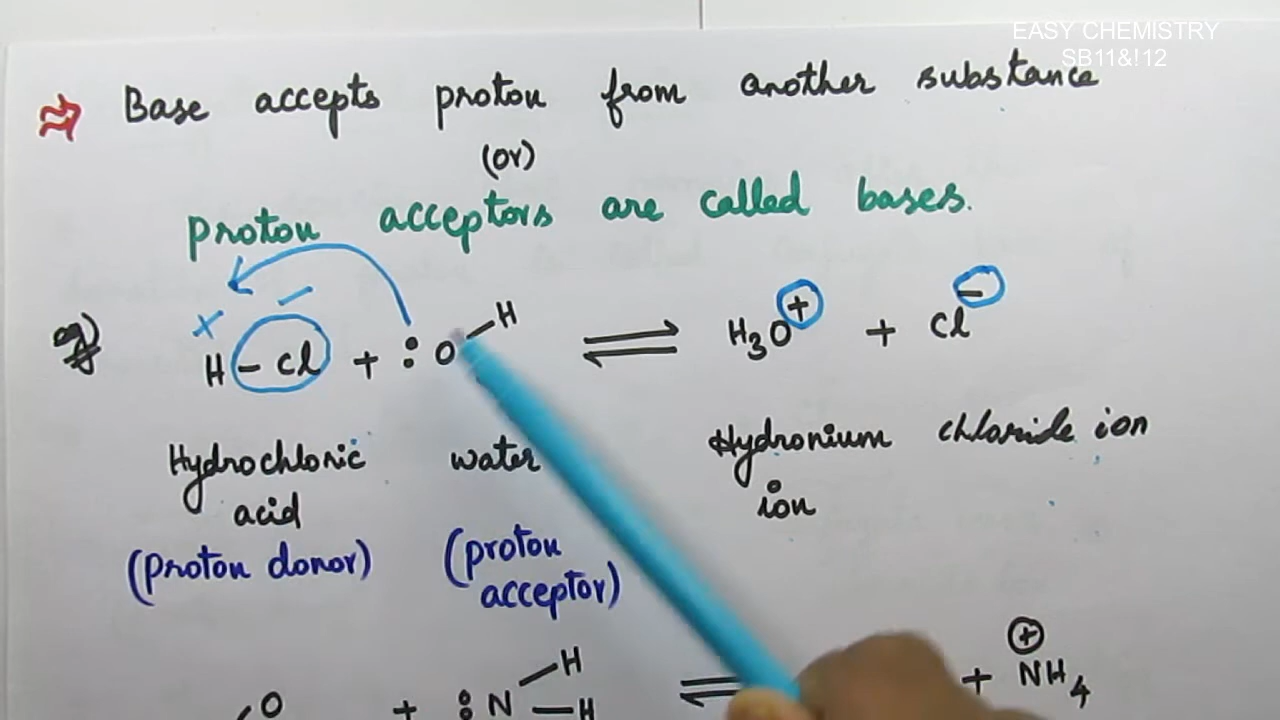 EASY CHEMISTRY
SB11&!12
Base accepts proton from another substance
(or)
Proton acceptors are called bases.
eg) H - Cl + : O - H ⇌ H3O+ + Cl-
Hydrochloric acid
water
Hydronium ion
chloride ion
(Proton donor)
(proton acceptor)
O + : N - H - H ⇌ + NH4 +